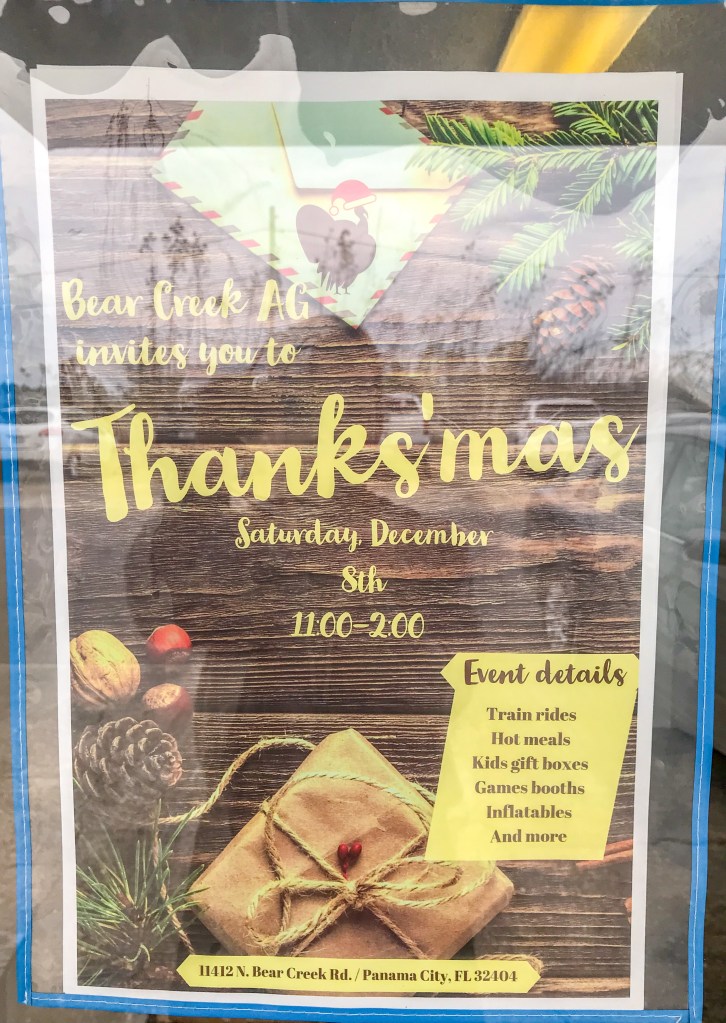 Bear Creek AG
invites you to
Thanks'mas
Saturday, December
8th
11:00-2:00
Event details
Train rides
Hot meals
Kids gift boxes
Games booths
Inflatables
And more
11412 N. Bear Creek Rd. / Panama City, FL 32404